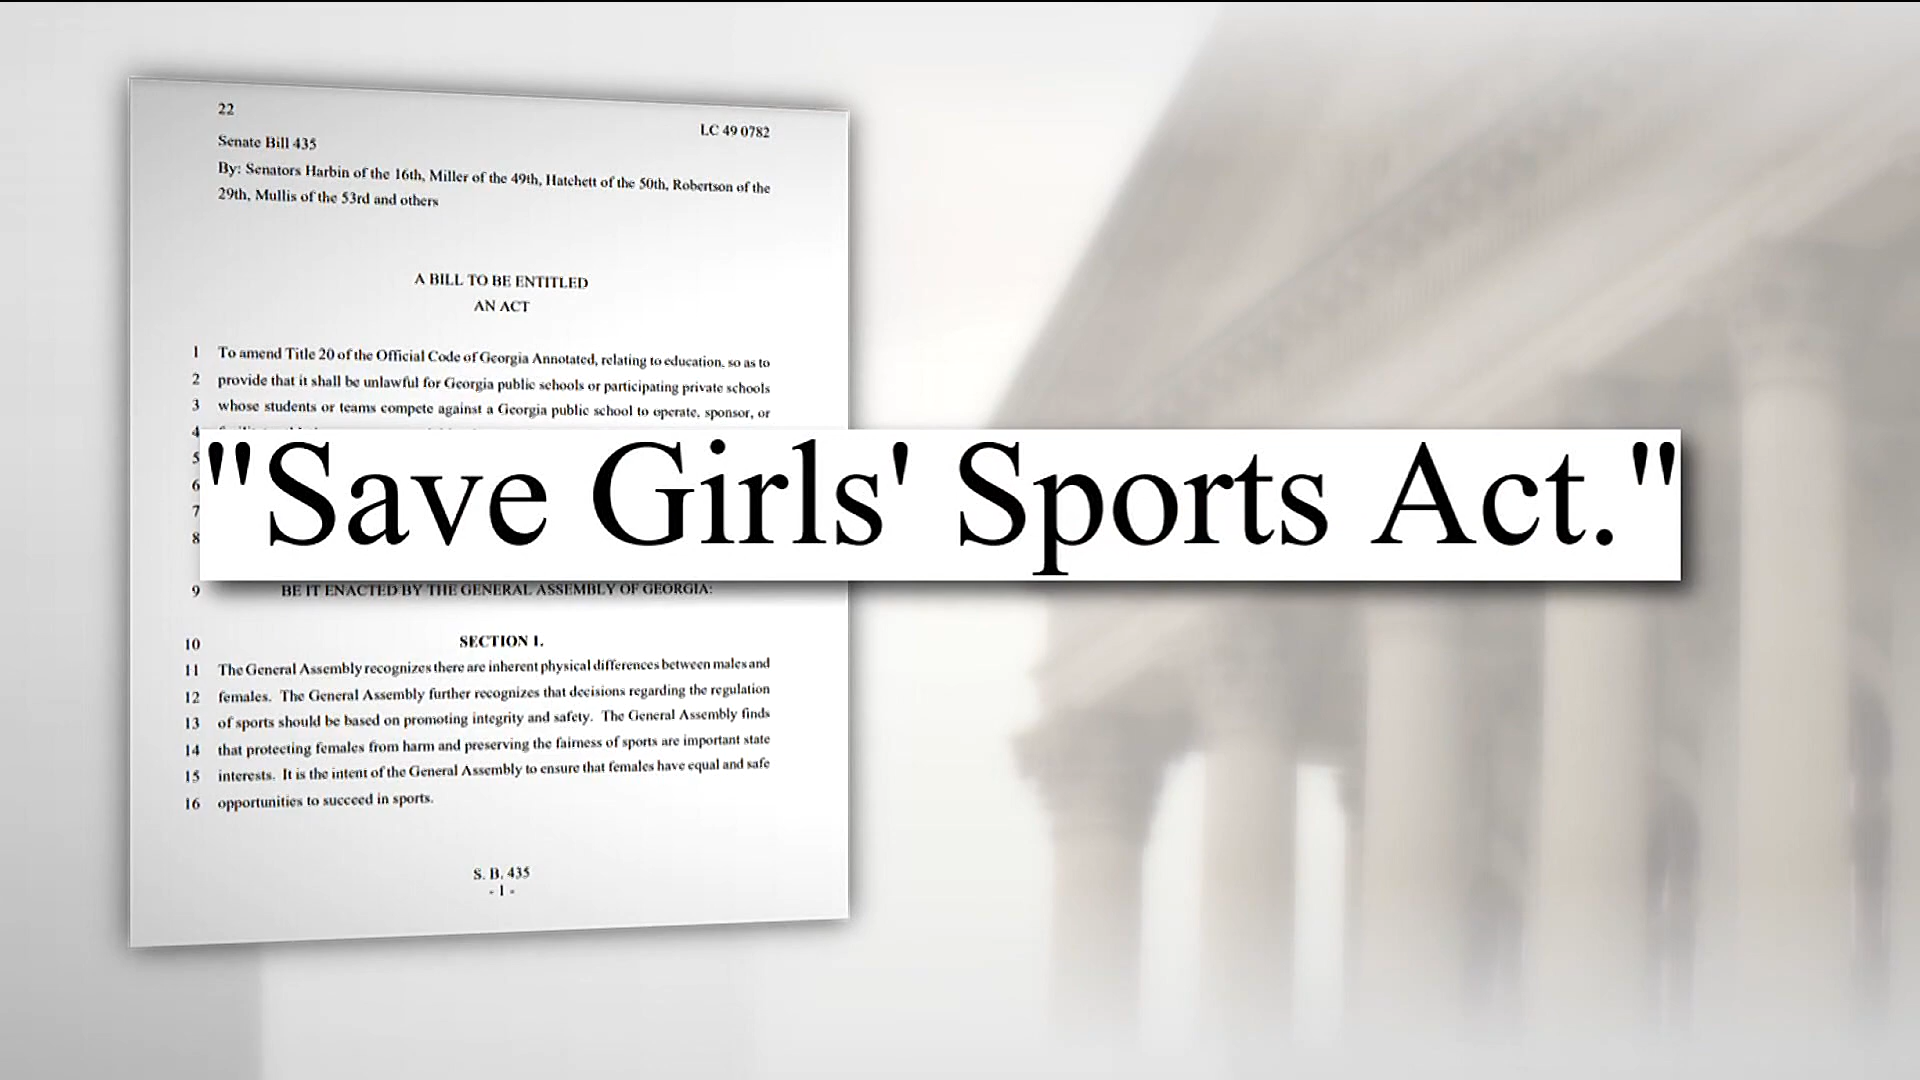 22
LC 49 0782
Senate Bill 435
By: Senators Harbin of the 16th, Miller of the 49th, Hatchett of the 50th, Robertson of the
29th, Mullis of the 53rd and others
A BILL TO BE ENTITLED
AN ACT
1 To amend Title 20 of the Official Code of Georgia Annotated, relating to education, so as to
2 provide that it shall be unlawful for Georgia public schools or participating private schools
3 whose students or teams compete against a Georgia public school to operate, sponsor, or
4
5
6
7
8
"Save Girls' Sports Act."
9 BE IT ENACTED BY THE GENERAL ASSEMBLY OF GEORGIA:
10 SECTION 1.
11 The General Assembly recognizes there are inherent physical differences between males and
12 females. The General Assembly further recognizes that decisions regarding the regulation
13 of sports should be based on promoting integrity and safety. The General Assembly finds
14 that protecting females from harm and preserving the fairness of sports are important state
15 interests. It is the intent of the General Assembly to ensure that females have equal and safe
16 opportunities to succeed in sports.
S. B. 435
- 1 -